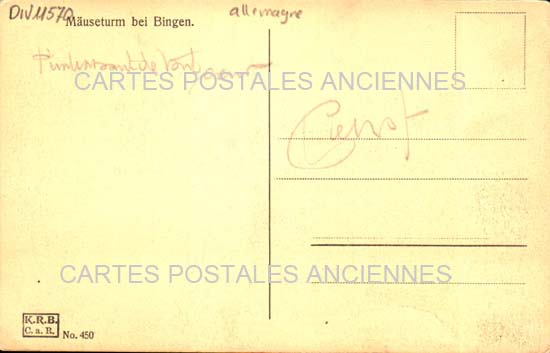 DIV11570
allemagne
Mäuseturm bei Bingen.
CARTES POSTALES ANCIENNES
CARTES POSTALES ANCIENNES
K.R.B.
C. a. R.
No. 450